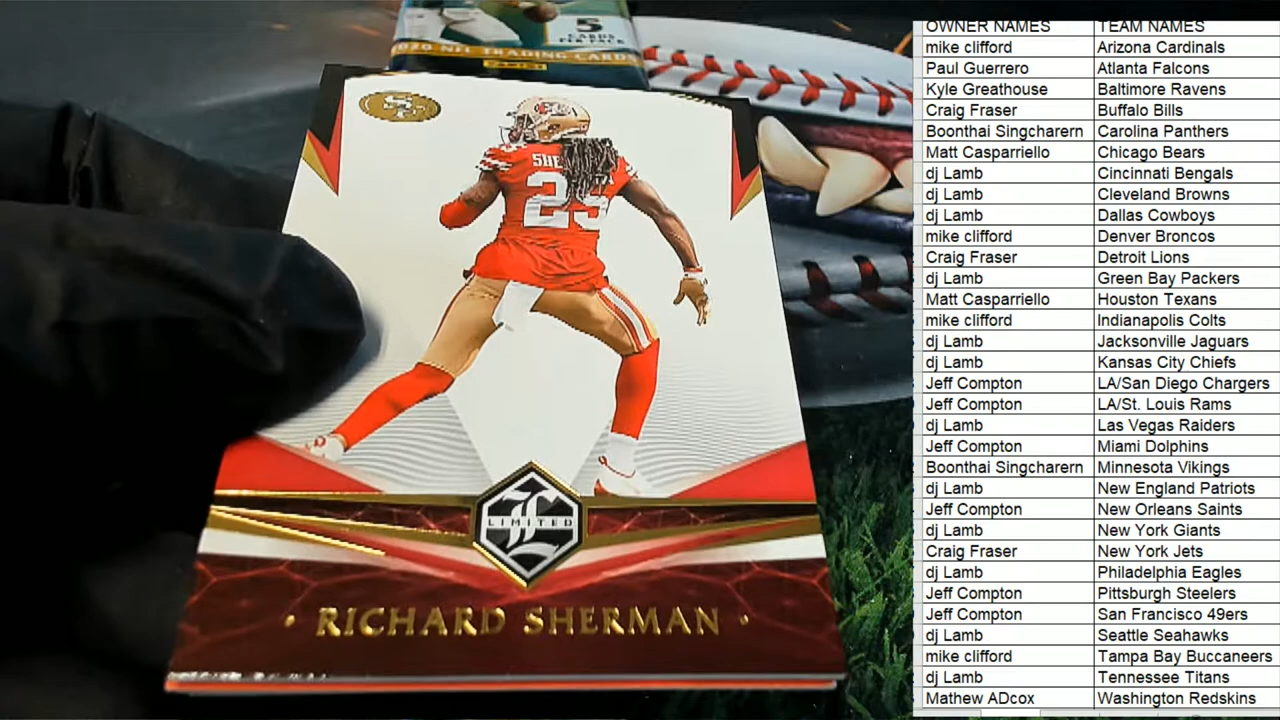 5
CARDS
PER PACK
2020 NFL TRADING CARDS
PANINI
SF
SHE
25
LIMITED
· RICHARD SHERMAN ·
OWNER NAMES TEAM NAMES
mike clifford Arizona Cardinals
Paul Guerrero Atlanta Falcons
Kyle Greathouse Baltimore Ravens
Craig Fraser Buffalo Bills
Boonthai Singcharern Carolina Panthers
Matt Casparriello Chicago Bears
dj Lamb Cincinnati Bengals
dj Lamb Cleveland Browns
dj Lamb Dallas Cowboys
mike clifford Denver Broncos
Craig Fraser Detroit Lions
dj Lamb Green Bay Packers
Matt Casparriello Houston Texans
mike clifford Indianapolis Colts
dj Lamb Jacksonville Jaguars
dj Lamb Kansas City Chiefs
Jeff Compton LA/San Diego Chargers
Jeff Compton LA/St. Louis Rams
dj Lamb Las Vegas Raiders
Jeff Compton Miami Dolphins
Boonthai Singcharern Minnesota Vikings
dj Lamb New England Patriots
Jeff Compton New Orleans Saints
dj Lamb New York Giants
Craig Fraser New York Jets
dj Lamb Philadelphia Eagles
Jeff Compton Pittsburgh Steelers
Jeff Compton San Francisco 49ers
dj Lamb Seattle Seahawks
mike clifford Tampa Bay Buccaneers
dj Lamb Tennessee Titans
Mathew ADcox Washington Redskins